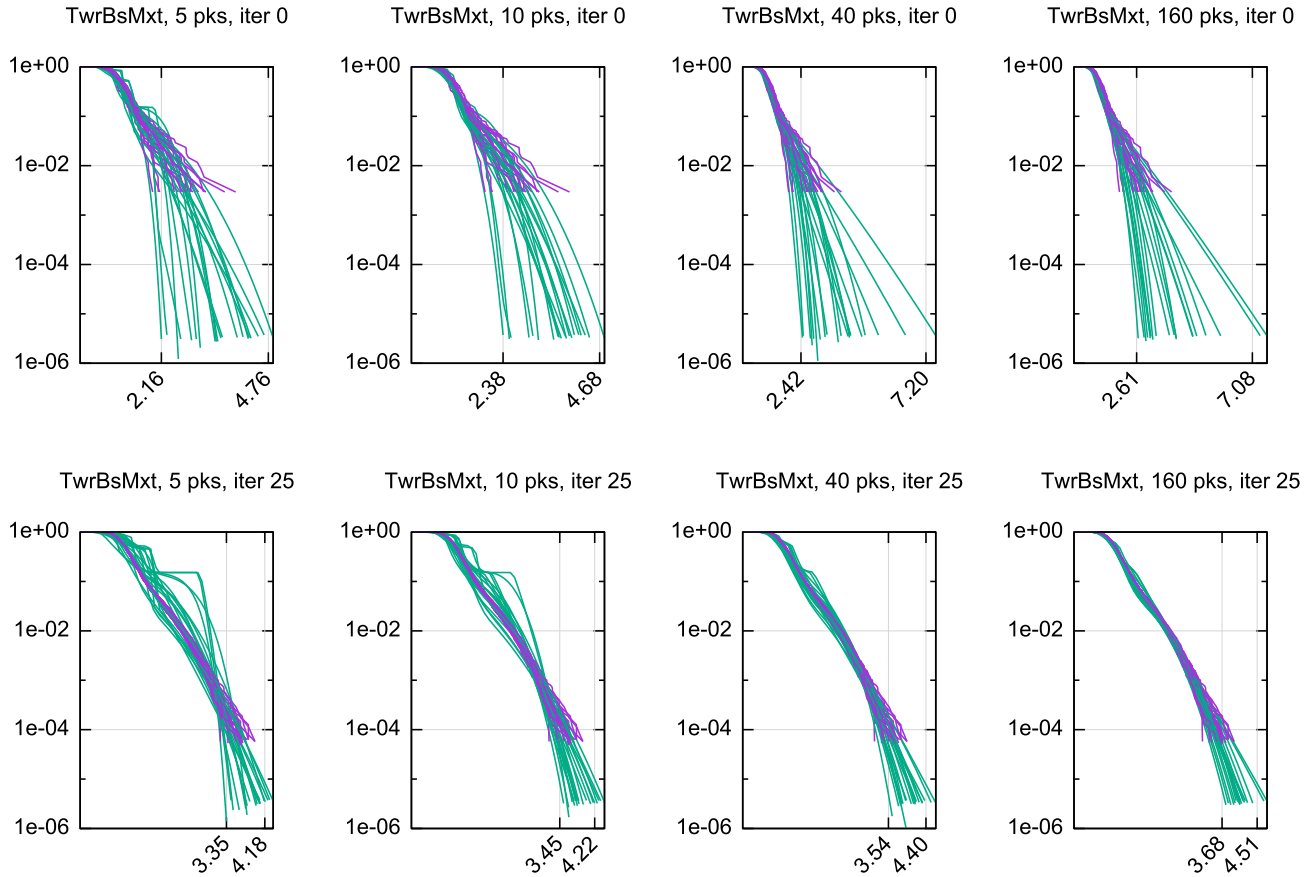 TwrBsMxt, 5 pks, iter 0
TwrBsMxt, 10 pks, iter 0
TwrBsMxt, 40 pks, iter 0
TwrBsMxt, 160 pks, iter 0
1e+00
1e-02
1e-04
1e-06
2.16
4.76
1e+00
1e-02
1e-04
1e-06
2.38
4.68
1e+00
1e-02
1e-04
1e-06
2.42
7.20
1e+00
1e-02
1e-04
1e-06
2.61
7.08
TwrBsMxt, 5 pks, iter 25
TwrBsMxt, 10 pks, iter 25
TwrBsMxt, 40 pks, iter 25
TwrBsMxt, 160 pks, iter 25
1e+00
1e-02
1e-04
1e-06
3.35
4.18
1e+00
1e-02
1e-04
1e-06
3.45
4.22
1e+00
1e-02
1e-04
1e-06
3.54
4.40
1e+00
1e-02
1e-04
1e-06
3.68
4.51